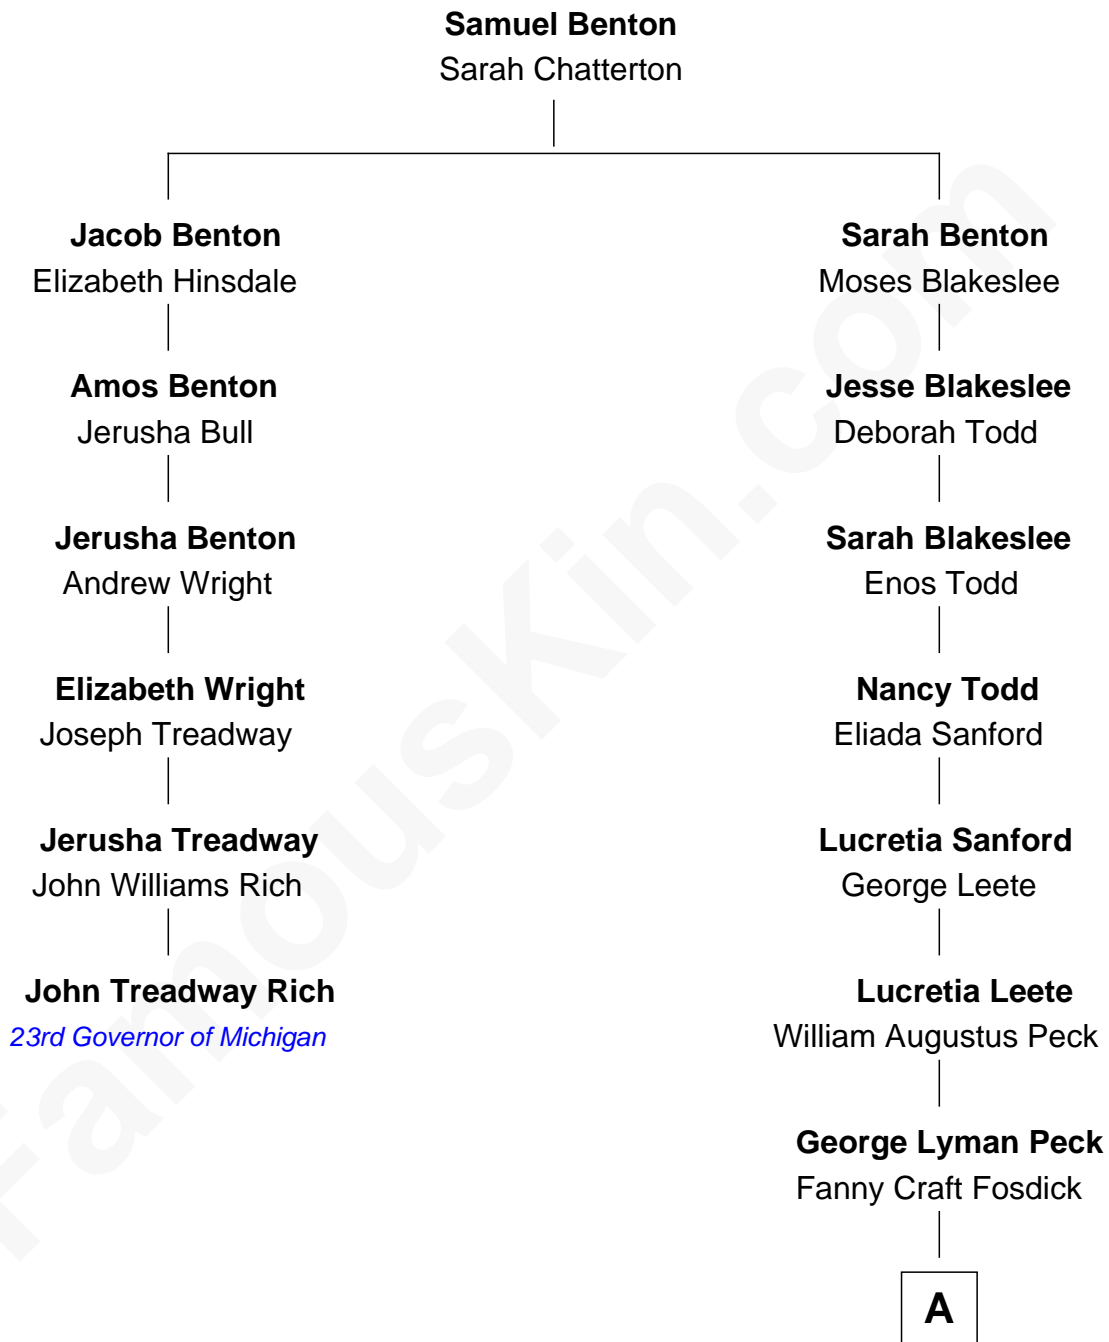 Samuel Benton
Sarah Chatterton
Jacob Benton
Elizabeth Hinsdale
Amos Benton
Jerusha Bull
Jerusha Benton
Andrew Wright
Elizabeth Wright
Joseph Treadway
Jerusha Treadway
John Williams Rich
John Treadway Rich
23rd Governor of Michigan
Sarah Benton
Moses Blakeslee
Jesse Blakeslee
Deborah Todd
Sarah Blakeslee
Enos Todd
Nancy Todd
Eliada Sanford
Lucretia Sanford
George Leete
Lucretia Leete
William Augustus Peck
George Lyman Peck
Fanny Craft Fosdick
A
FamousKin.com